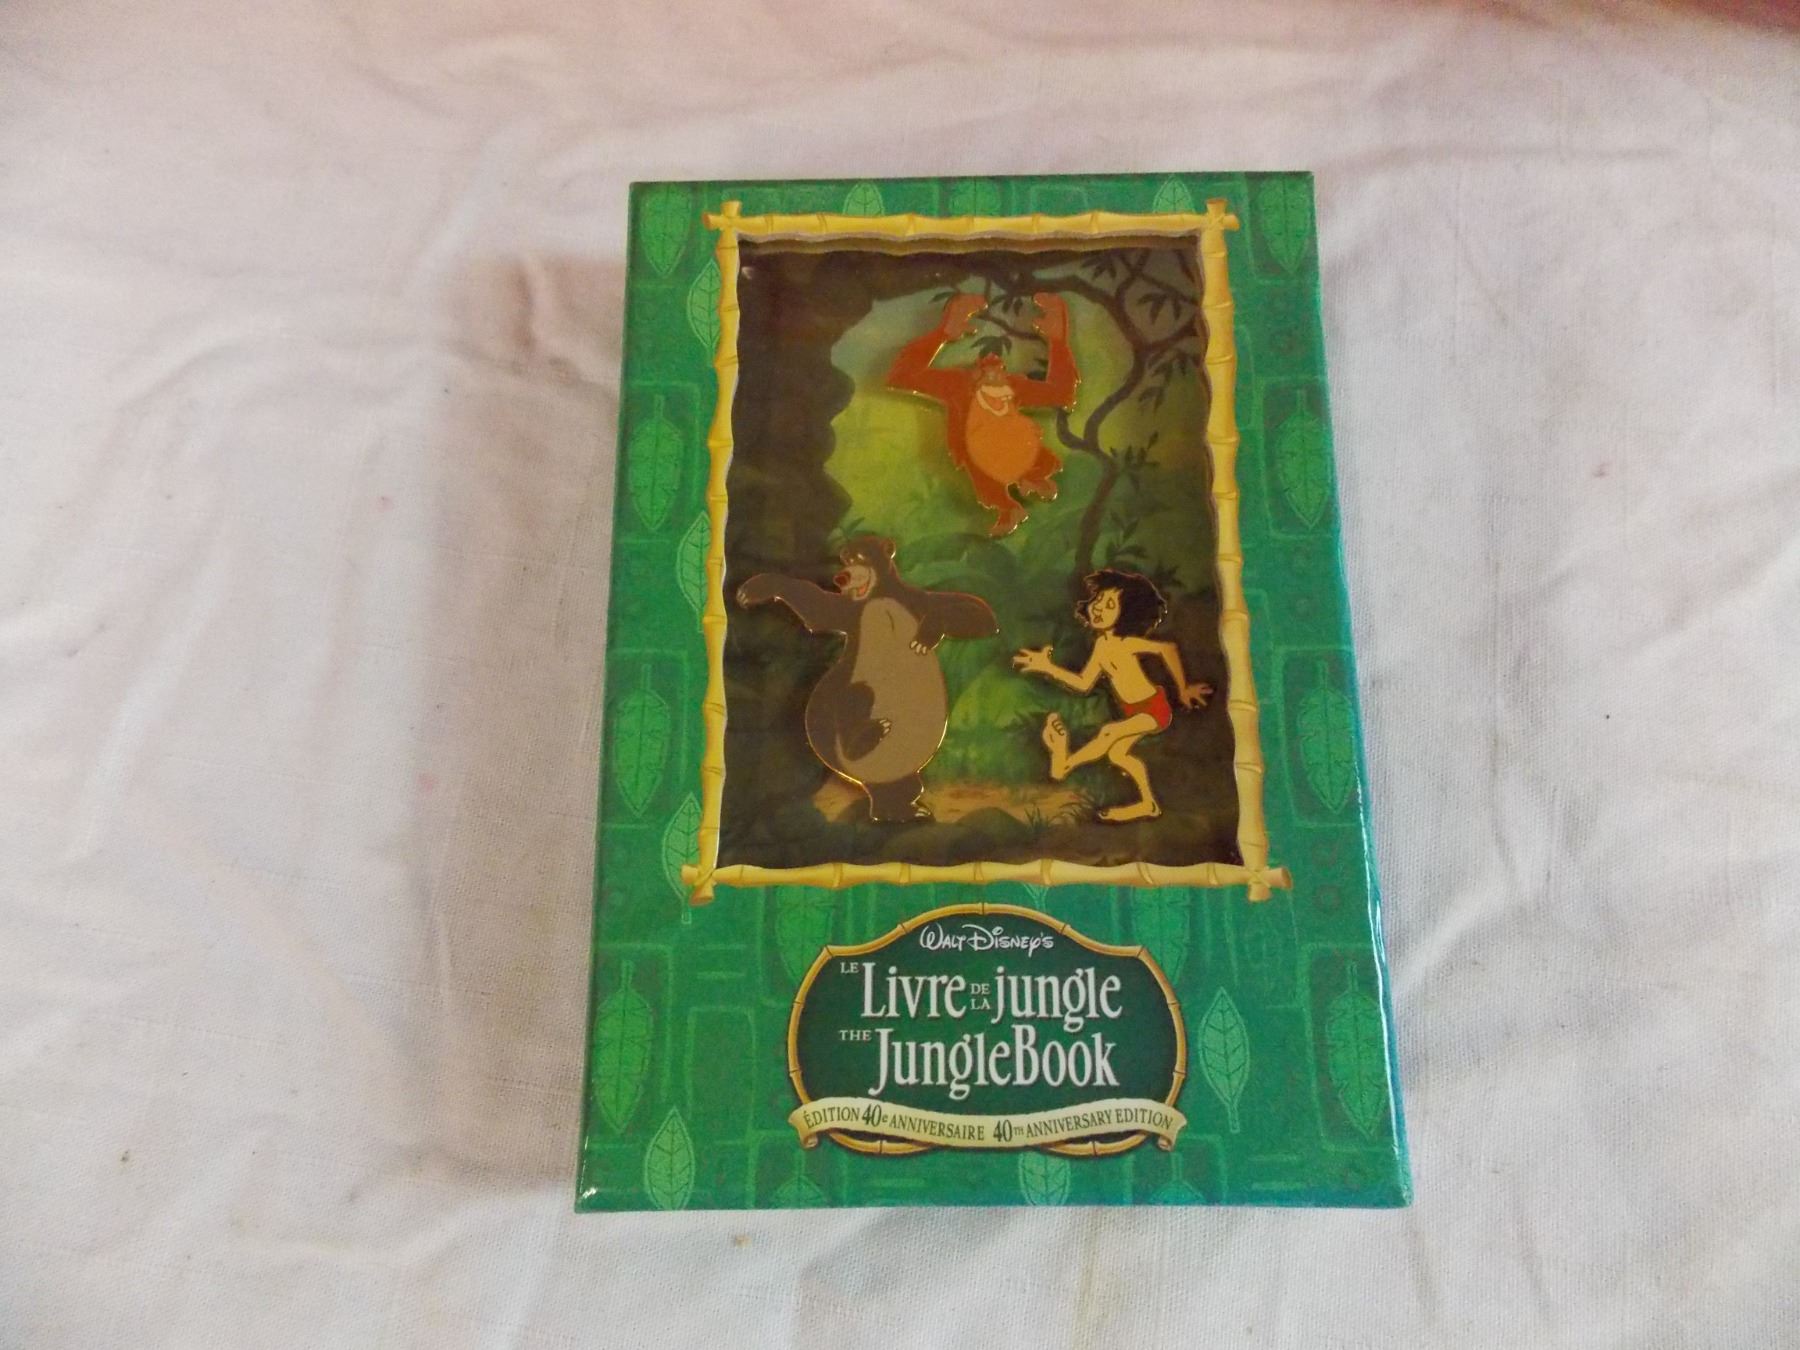 WALT DISNEY'S
LE LIVRE DE LA JUNGLE
THE JUNGLEBOOK
ÉDITION 40e ANNIVERSAIRE 40TH ANNIVERSARY EDITION